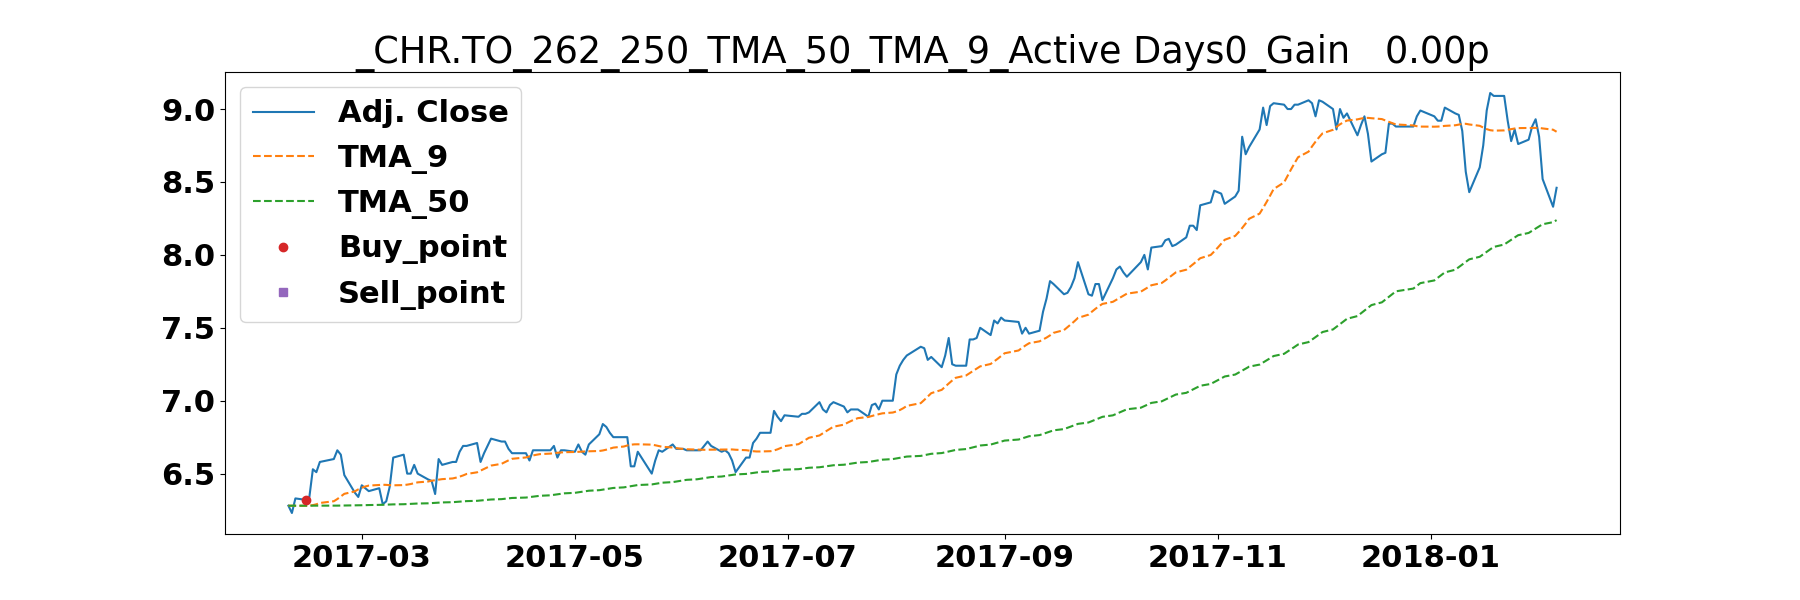 _CHR.TO_262_250_TMA_50_TMA_9_Active Days0_Gain   0.00p
Adj. Close
TMA_9
TMA_50
Buy_point
Sell_point
9.0
8.5
8.0
7.5
7.0
6.5
2017-03 2017-05 2017-07 2017-09 2017-11 2018-01